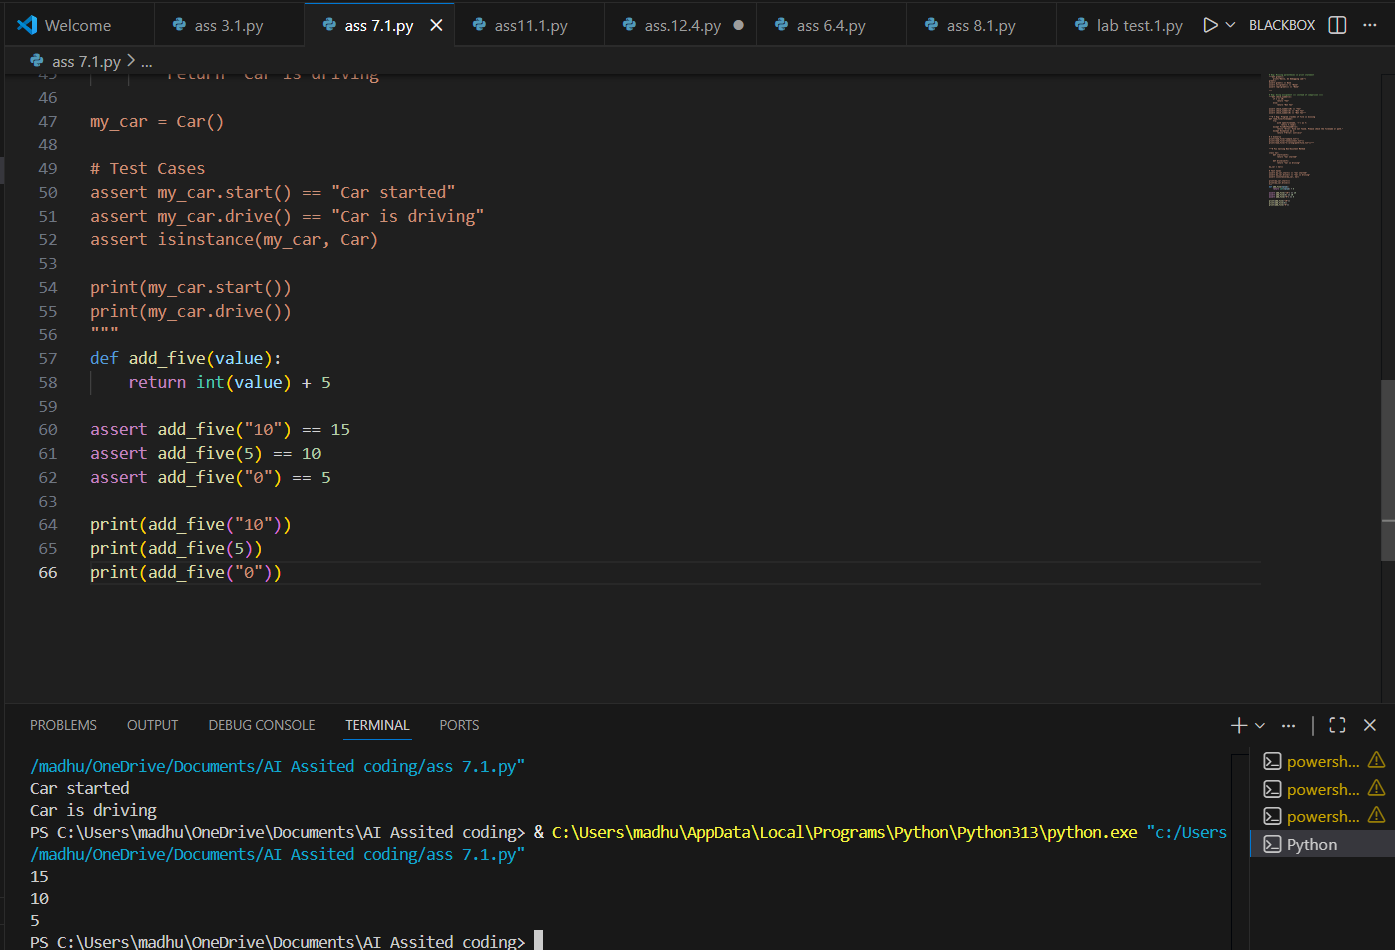 Welcome ass 3.1.py ass 7.1.py ass11.1.py ass.12.4.py ass 6.4.py ass 8.1.py lab test.1.py BLACKBOX
ass 7.1.py > ...
45 return "Car is driving"
46
47 my_car = Car()
48
49 # Test Cases
50 assert my_car.start() == "Car started"
51 assert my_car.drive() == "Car is driving"
52 assert isinstance(my_car, Car)
53
54 print(my_car.start())
55 print(my_car.drive())
56 """
57 def add_five(value):
58 return int(value) + 5
59
60 assert add_five("10") == 15
61 assert add_five(5) == 10
62 assert add_five("0") == 5
63
64 print(add_five("10"))
65 print(add_five(5))
66 print(add_five("0"))
PROBLEMS OUTPUT DEBUG CONSOLE TERMINAL PORTS
/madhu/OneDrive/Documents/AI Assited coding/ass 7.1.py"
Car started
Car is driving
PS C:\Users\madhu\OneDrive\Documents\AI Assited coding> & C:\Users\madhu\AppData\Local\Programs\Python\Python313\python.exe "c:/Users
/madhu/OneDrive/Documents/AI Assited coding/ass 7.1.py"
15
10
5
PS C:\Users\madhu\OneDrive\Documents\AI Assited coding>
powersh...
powersh...
powersh...
Python